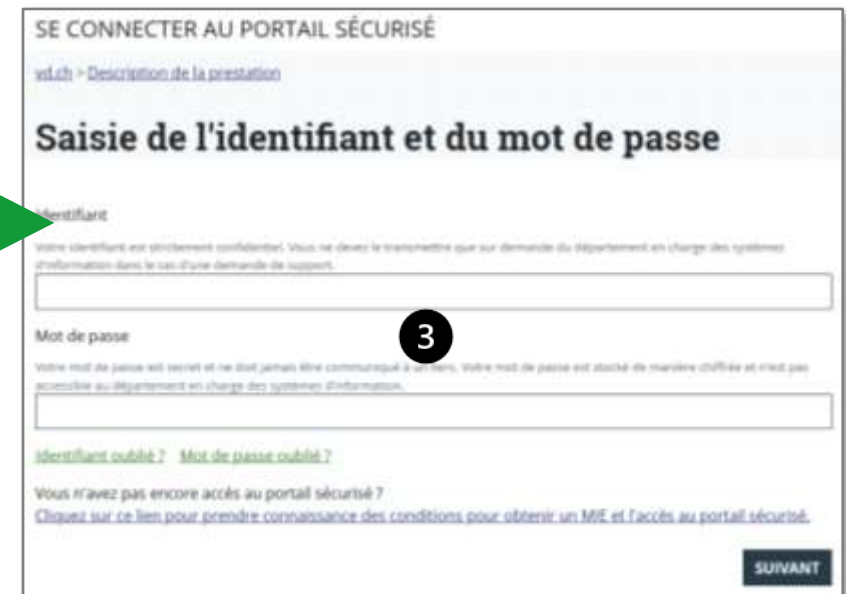 SE CONNECTER AU PORTAIL SÉCURISÉ
vd.ch > Description de la prestation
Saisie de l'identifiant et du mot de passe
Identifiant
Votre identifiant est strictement confidentiel. Vous ne devez le transmettre que sur demande du département en charge des systèmes
d'information dans le cas d'une demande de support.
Mot de passe
3
Votre mot de passe est secret et ne doit jamais être communiqué à un tiers. Votre mot de passe est stocké de manière chiffrée et n'est pas
accessible au département en charge des systèmes d'information.
Identifiant oublié ? Mot de passe oublié ?
Vous n'avez pas encore accès au portail sécurisé ?
Cliquez sur ce lien pour prendre connaissance des conditions pour obtenir un MIE et l'accès au portail sécurisé.
SUIVANT